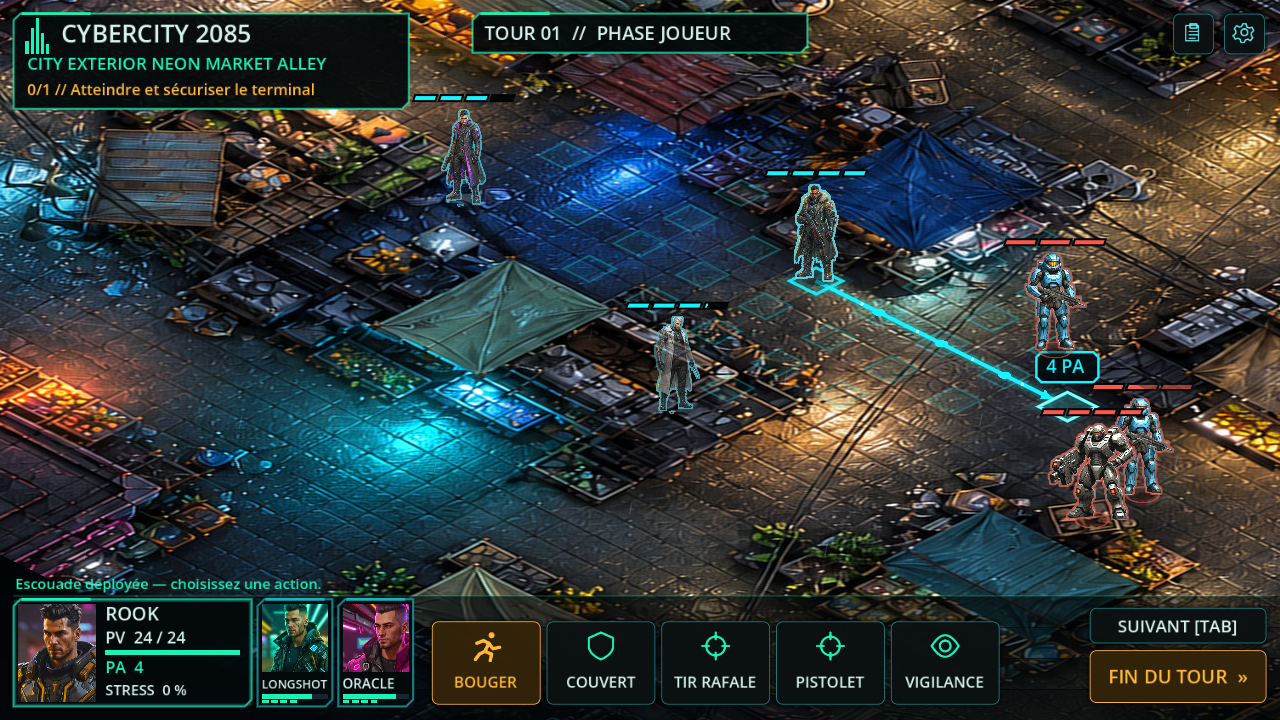 CYBERCITY 2085
CITY EXTERIOR NEON MARKET ALLEY
0/1 // Atteindre et sécuriser le terminal
TOUR 01 // PHASE JOUEUR
4 PA
Escouade déployée — choisissez une action.
ROOK
PV 24 / 24
PA 4
STRESS 0 %
LONGSHOT
ORACLE
BOUGER
COUVERT
TIR RAFALE
PISTOLET
VIGILANCE
SUIVANT [TAB]
FIN DU TOUR »